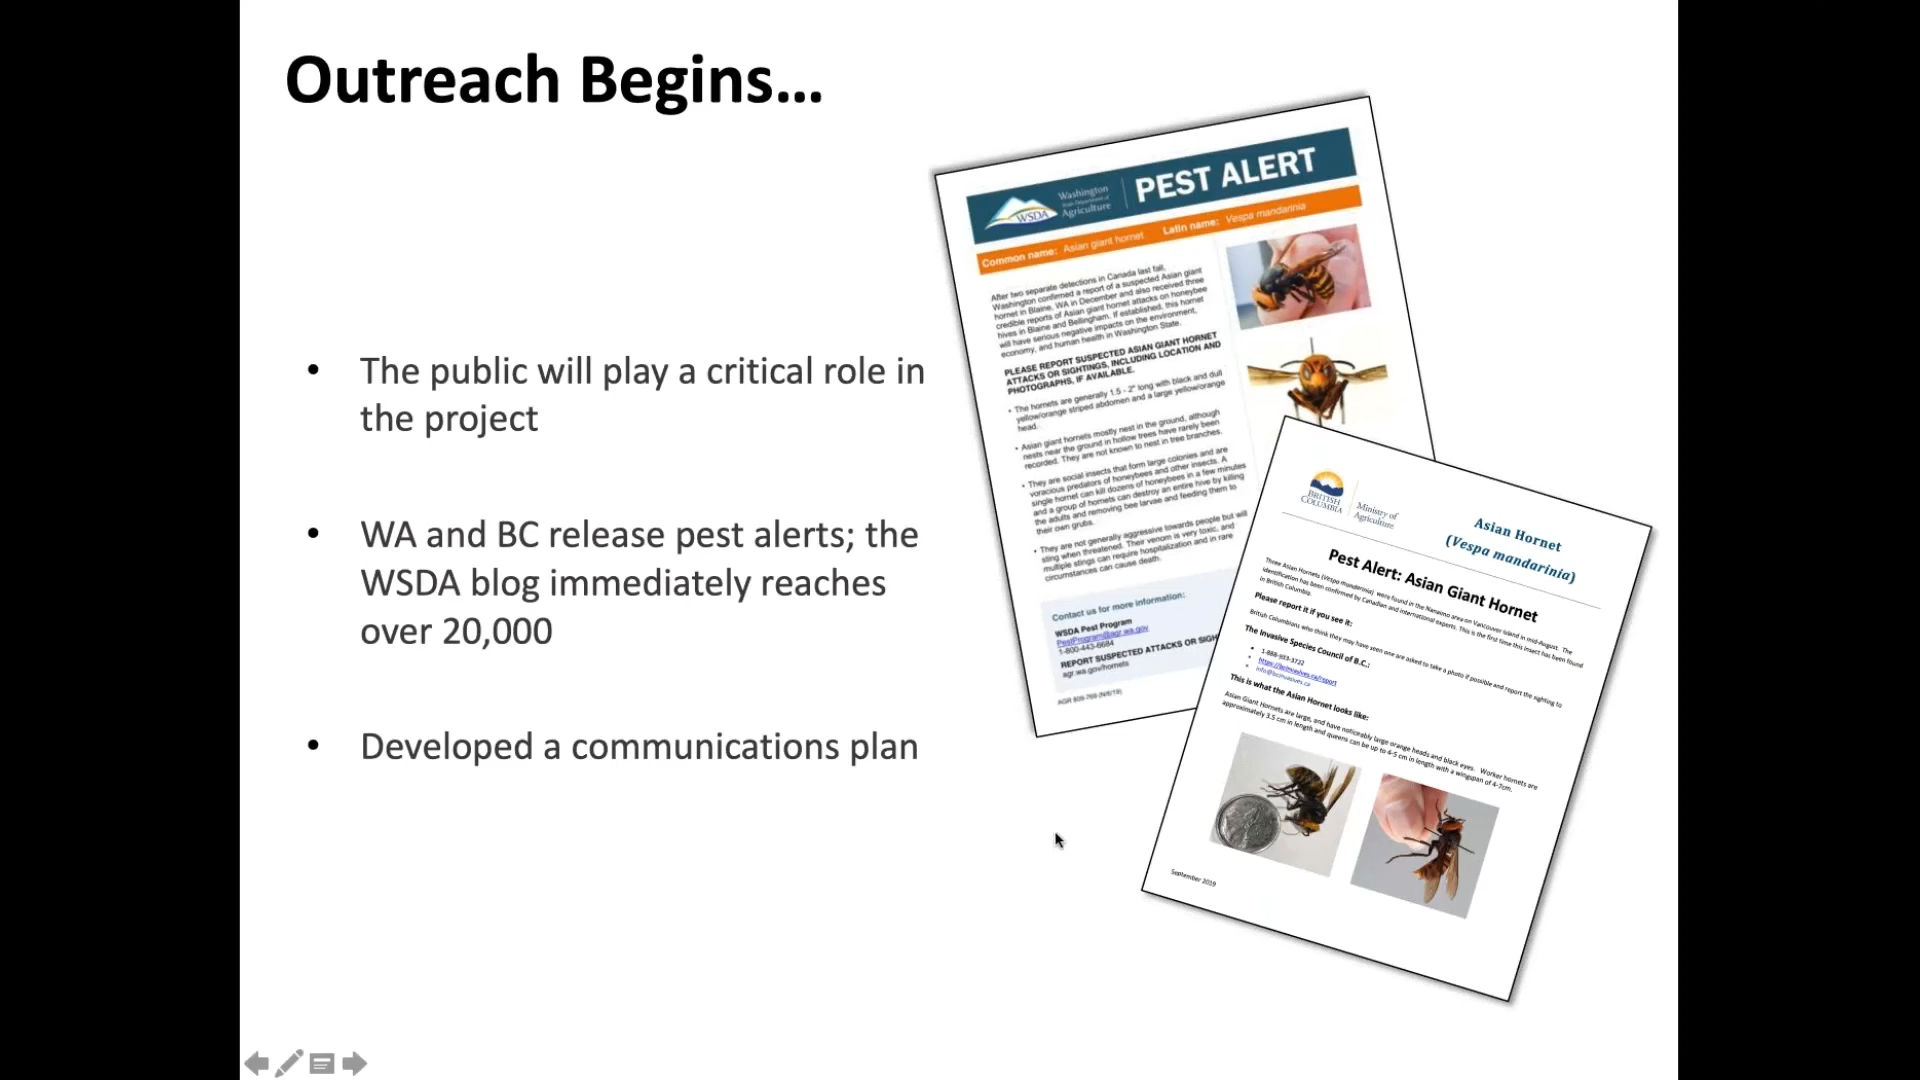 Outreach Begins...
• The public will play a critical role in
the project
• WA and BC release pest alerts; the
WSDA blog immediately reaches
over 20,000
• Developed a communications plan
WSDA
Washington
State Department of
Agriculture
PEST ALERT
Common name: Asian giant hornet Latin name: Vespa mandarinia
After two separate detections in Canada last fall,
Washington confirmed a report of a suspected Asian giant
hornet in Blaine, WA in December and also received three
credible reports of Asian giant hornet attacks on honeybee
hives in Blaine and Bellingham. If established, this hornet
will have serious negative impacts on the environment,
economy, and human health in Washington State.
PLEASE REPORT SUSPECTED ASIAN GIANT HORNET
ATTACKS OR SIGHTINGS, INCLUDING LOCATION AND
PHOTOGRAPHS, IF AVAILABLE.
• The hornets are generally 1.5 - 2" long with black and dull
yellow/orange striped abdomen and a large yellow/orange
head.
• Asian giant hornets mostly nest in the ground, although
nests near the ground in hollow trees have rarely been
recorded. They are not known to nest in tree branches.
• They are social insects that form large colonies and are
voracious predators of honeybees and other insects. A
single hornet can kill dozens of honeybees in a few minutes
and a group of hornets can destroy an entire hive by killing
the adults and removing bee larvae and feeding them to
their own grubs.
• They are not generally aggressive towards people but will
sting when threatened. Their venom is very toxic, and
multiple stings can require hospitalization and in rare
circumstances can cause death.
Contact us for more information:
WSDA Pest Program
PestProgram@agr.wa.gov
1-800-443-6684
REPORT SUSPECTED ATTACKS OR SIGH
agr.wa.gov/hornets
BRITISH
COLUMBIA
Ministry of
Agriculture
Asian Hornet
(Vespa mandarinia)
Pest Alert: Asian Giant Hornet
Three Asian Hornets (Vespa mandarinia) were found in the Nanaimo area on Vancouver Island in mid-August. The
identification has been confirmed by Canadian and international experts. This is the first time this insect has been found
in British Columbia.
Please report it if you see it:
British Columbians who think they may have seen one are asked to take a photo if possible and report the sighting to
The Invasive Species Council of B.C.:
• 1-888-933-3722
• https://bcinvasives.ca/report
• info@bcinvasives.ca
This is what the Asian Hornet looks like:
Asian Giant Hornets are large, and have noticeably large orange heads and black eyes. Worker hornets are
approximately 3.5 cm in length and queens can be up to 4-5 cm in length with a wingspan of 4-7cm.
September 2019